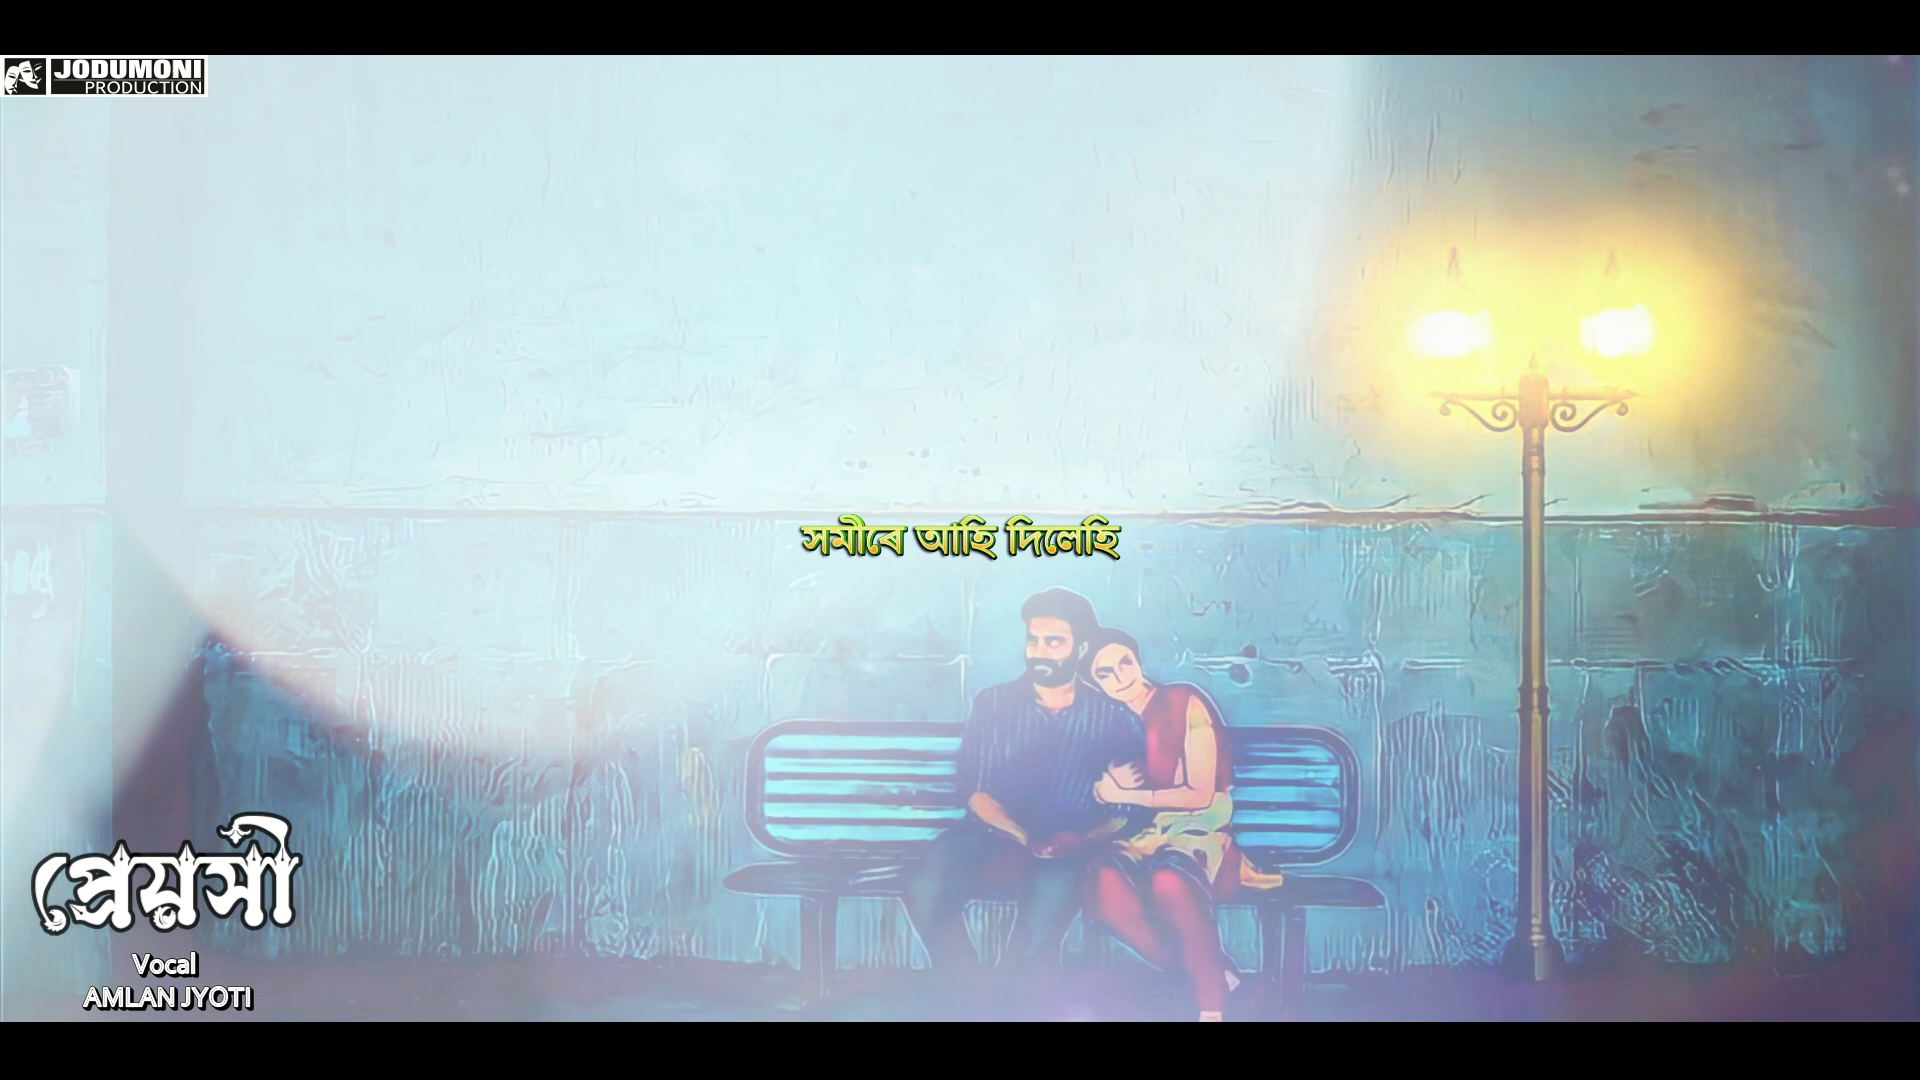 JODUMONI
PRODUCTION
সমীৰে আহি দিলেহি
প্ৰেয়সী
Vocal
AMLAN JYOTI